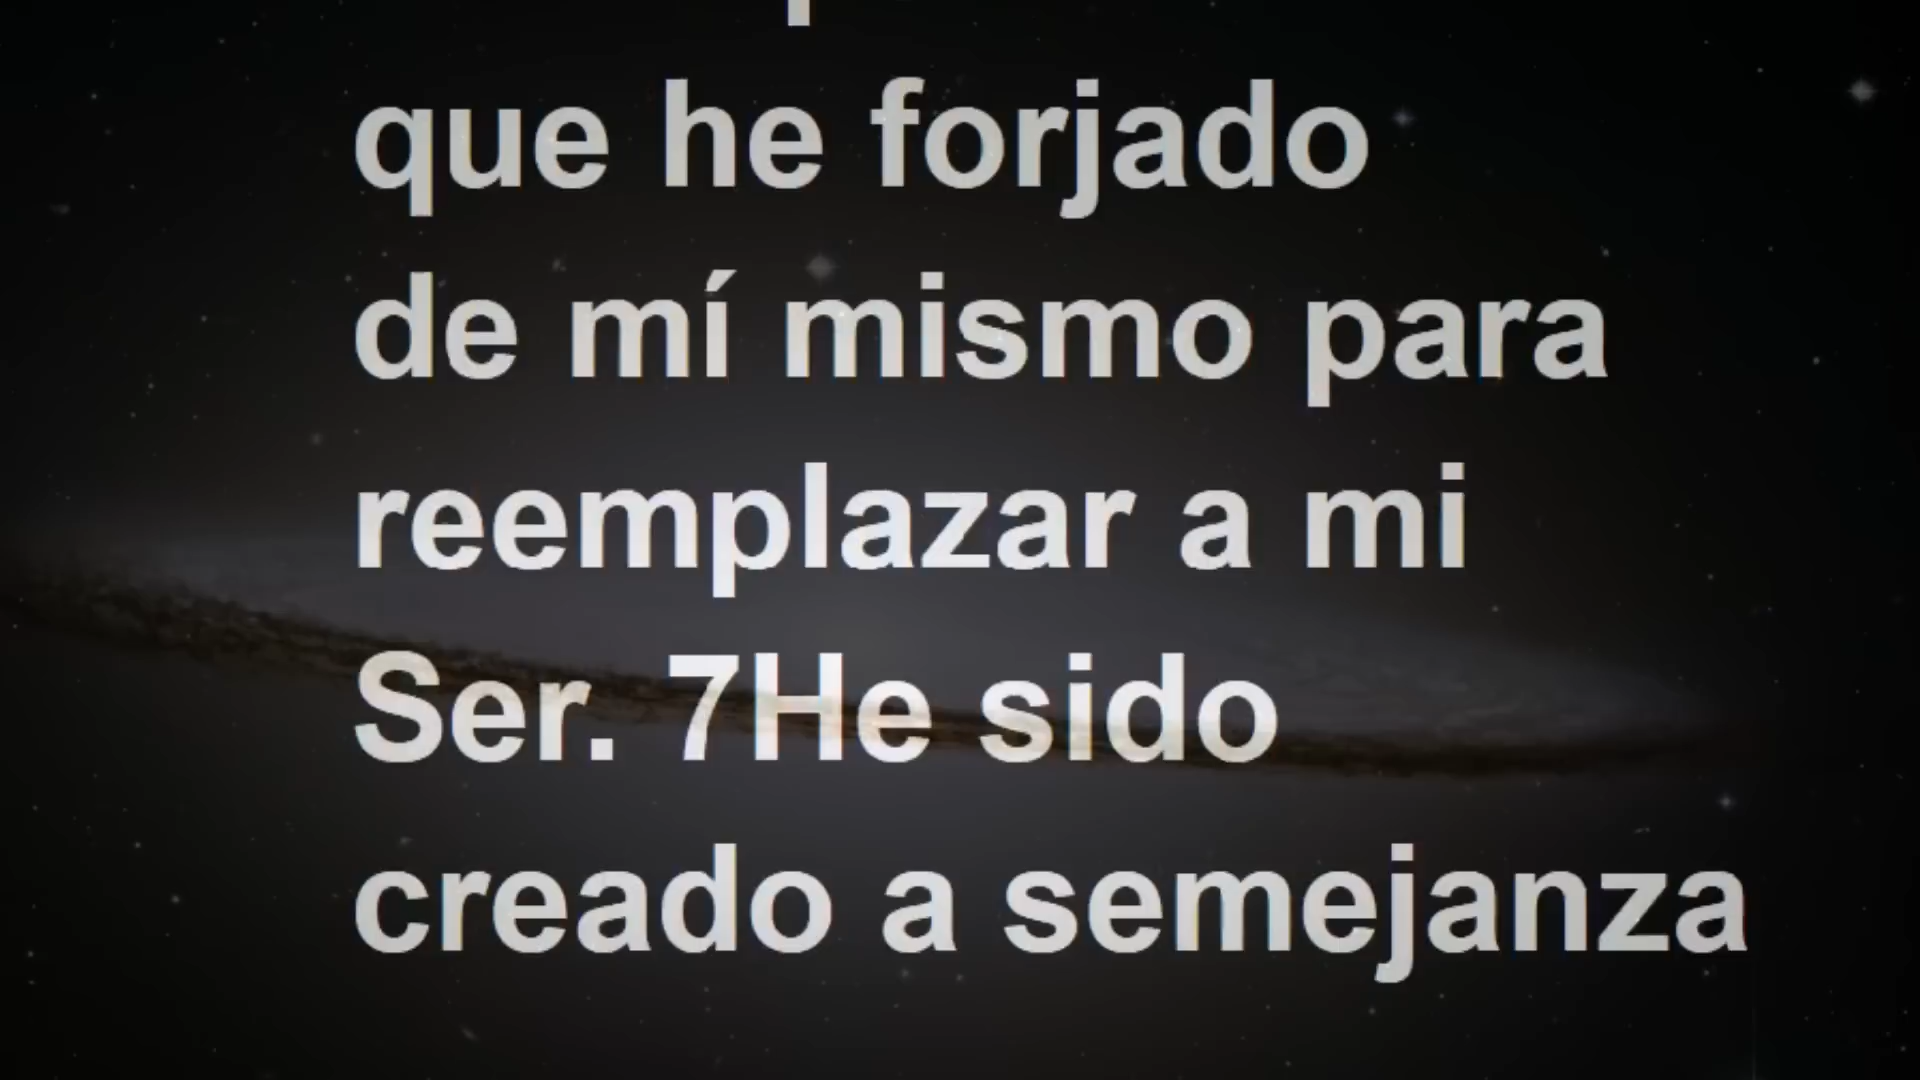 que he forjado
de mí mismo para
reemplazar a mi
Ser. 7He sido
creado a semejanza